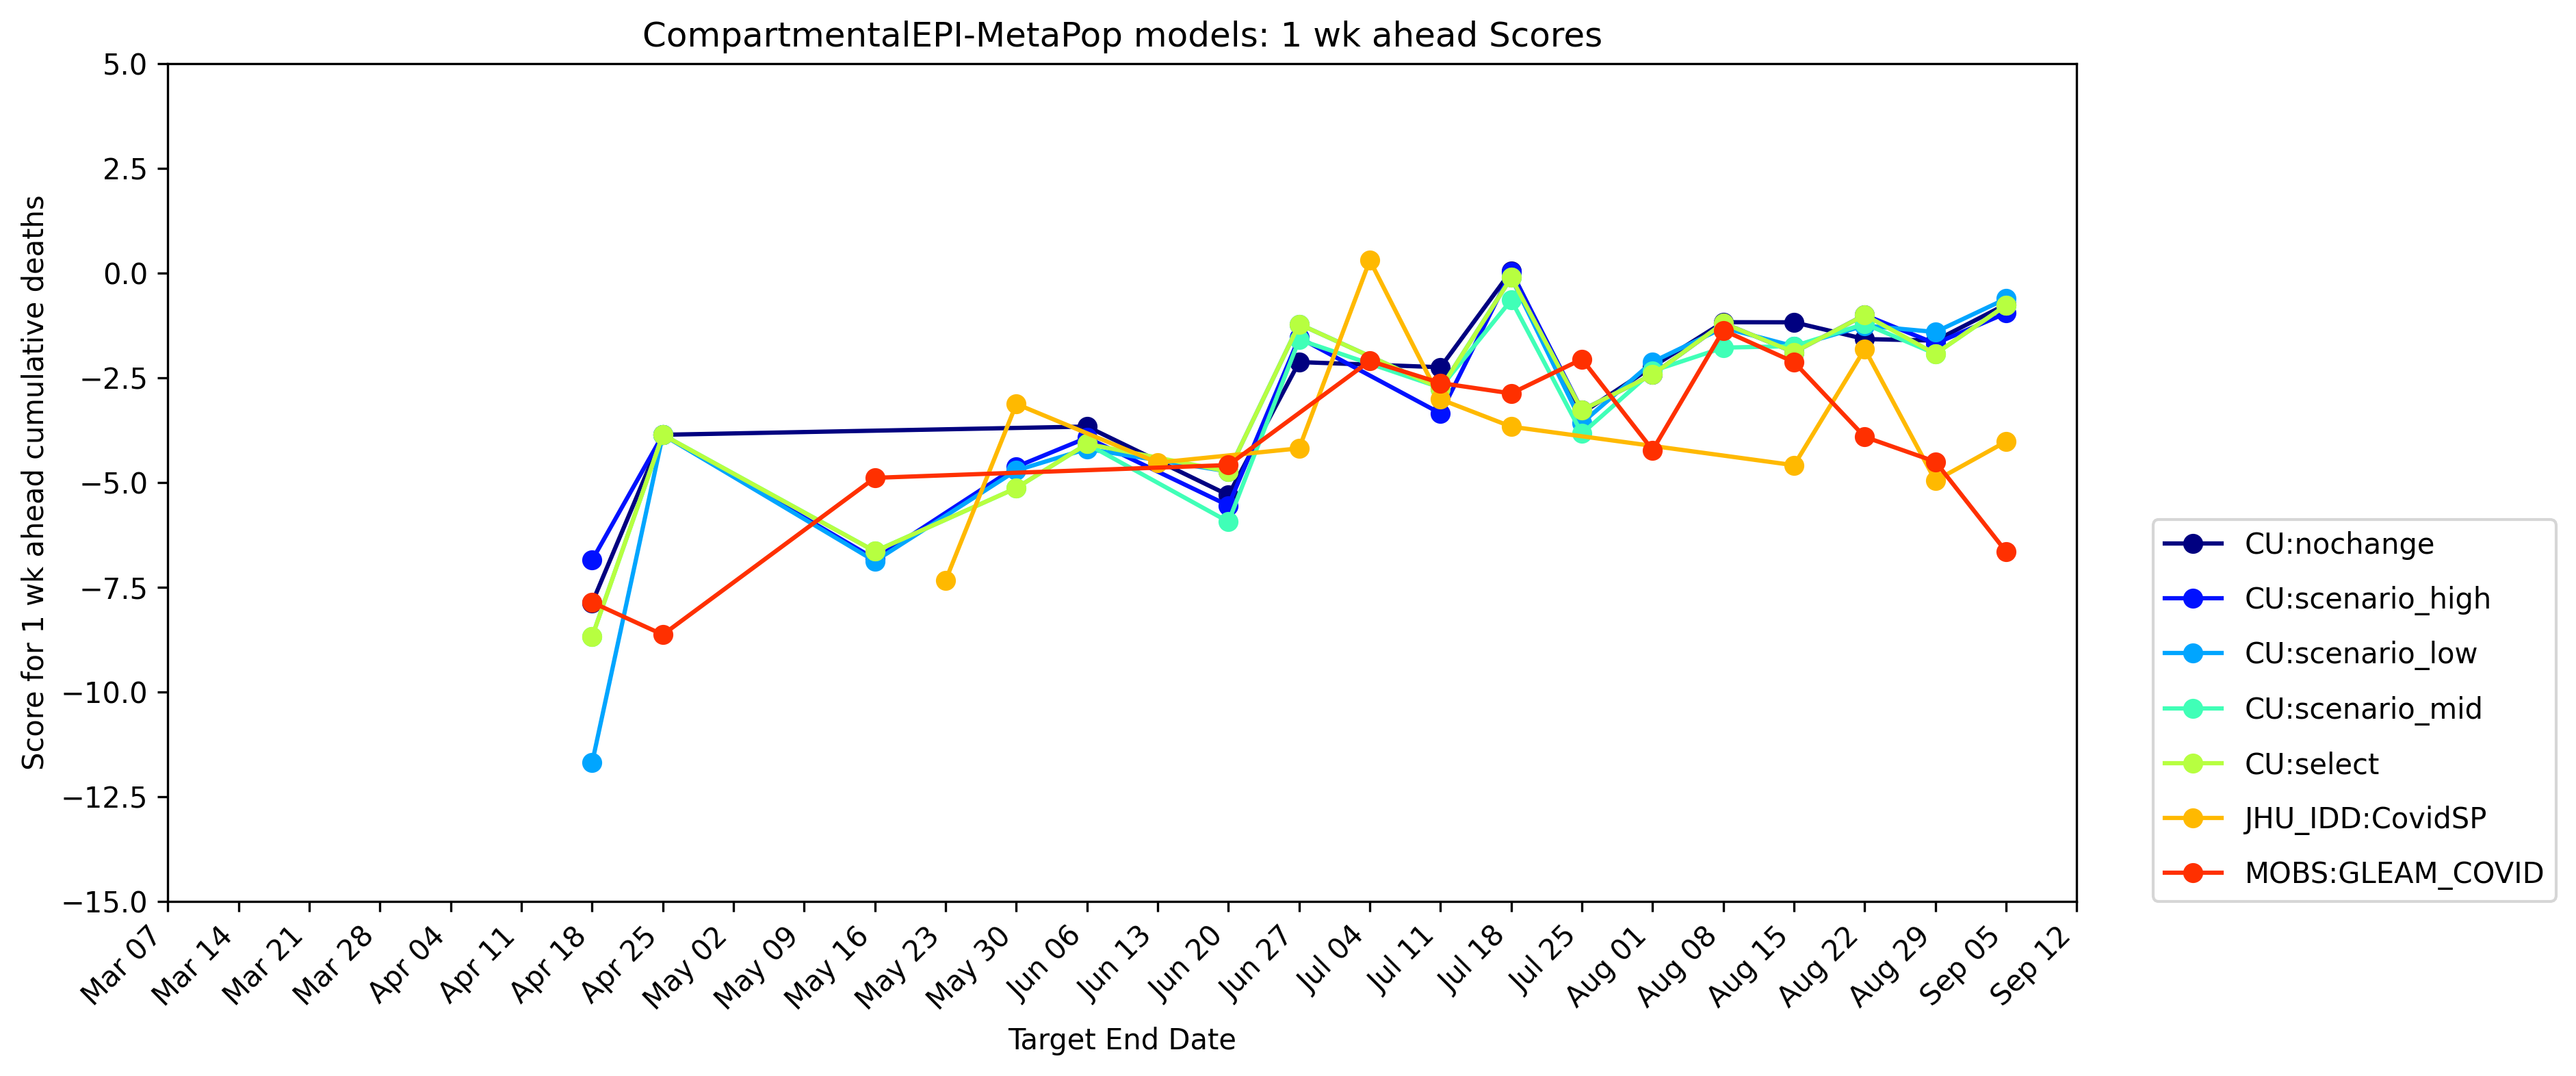 CompartmentalEPI-MetaPop models: 1 wk ahead Scores
5.0
2.5
0.0
−2.5
−5.0
−7.5
−10.0
−12.5
−15.0
Score for 1 wk ahead cumulative deaths
Mar 07
Mar 14
Mar 21
Mar 28
Apr 04
Apr 11
Apr 18
Apr 25
May 02
May 09
May 16
May 23
May 30
Jun 06
Jun 13
Jun 20
Jun 27
Jul 04
Jul 11
Jul 18
Jul 25
Aug 01
Aug 08
Aug 15
Aug 22
Aug 29
Sep 05
Sep 12
Target End Date
CU:nochange
CU:scenario_high
CU:scenario_low
CU:scenario_mid
CU:select
JHU_IDD:CovidSP
MOBS:GLEAM_COVID